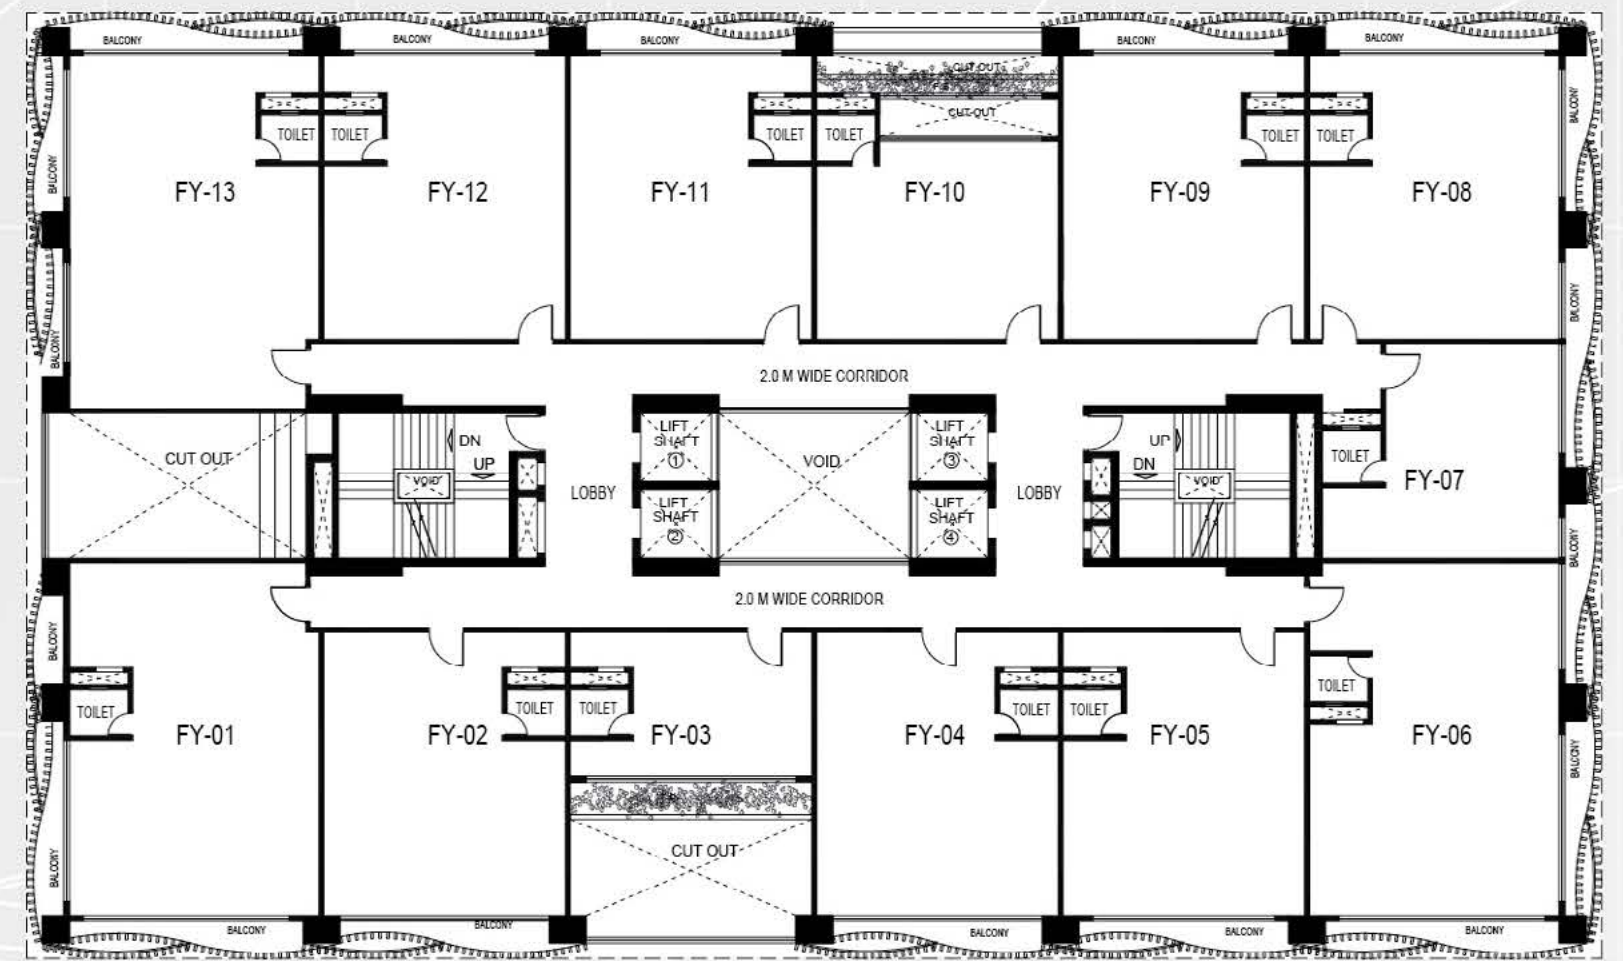 BALCONY
BALCONY
BALCONY
BALCONY
BALCONY
CUT OUT
CUT OUT
BALCONY
BALCONY
TOILET
TOILET
TOILET
TOILET
TOILET
TOILET
FY-13
FY-12
FY-11
FY-10
FY-09
FY-08
BALCONY
BALCONY
2.0 M WIDE CORRIDOR
CUT OUT
DN
UP
VOID
LOBBY
LIFT
SHAFT
1
LIFT
SHAFT
2
VOID
LIFT
SHAFT
3
LIFT
SHAFT
4
LOBBY
UP
DN
VOID
TOILET
FY-07
BALCONY
2.0 M WIDE CORRIDOR
BALCONY
TOILET
TOILET
TOILET
TOILET
TOILET
TOILET
FY-01
FY-02
FY-03
FY-04
FY-05
FY-06
BALCONY
BALCONY
CUT OUT
BALCONY
BALCONY
BALCONY
BALCONY
BALCONY